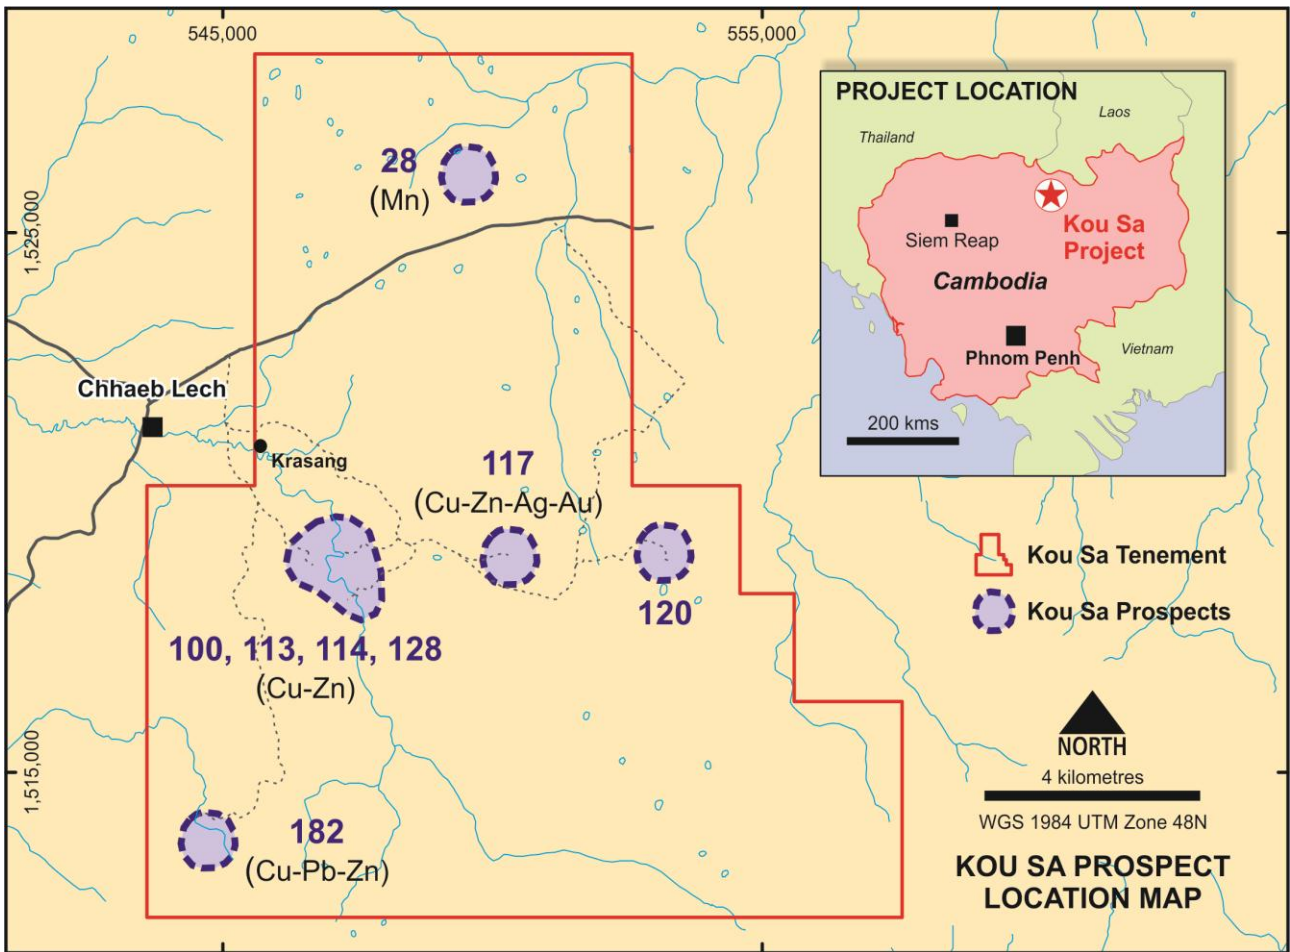 545,000
555,000
1,525,000
1,515,000
28
(Mn)
Chhaeb Lech
Krasang
117
(Cu-Zn-Ag-Au)
120
100, 113, 114, 128
(Cu-Zn)
182
(Cu-Pb-Zn)
PROJECT LOCATION
Laos
Thailand
Siem Reap
Kou Sa
Project
Cambodia
Phnom Penh
Vietnam
200 kms
Kou Sa Tenement
Kou Sa Prospects
NORTH
4 kilometres
WGS 1984 UTM Zone 48N
KOU SA PROSPECT
LOCATION MAP